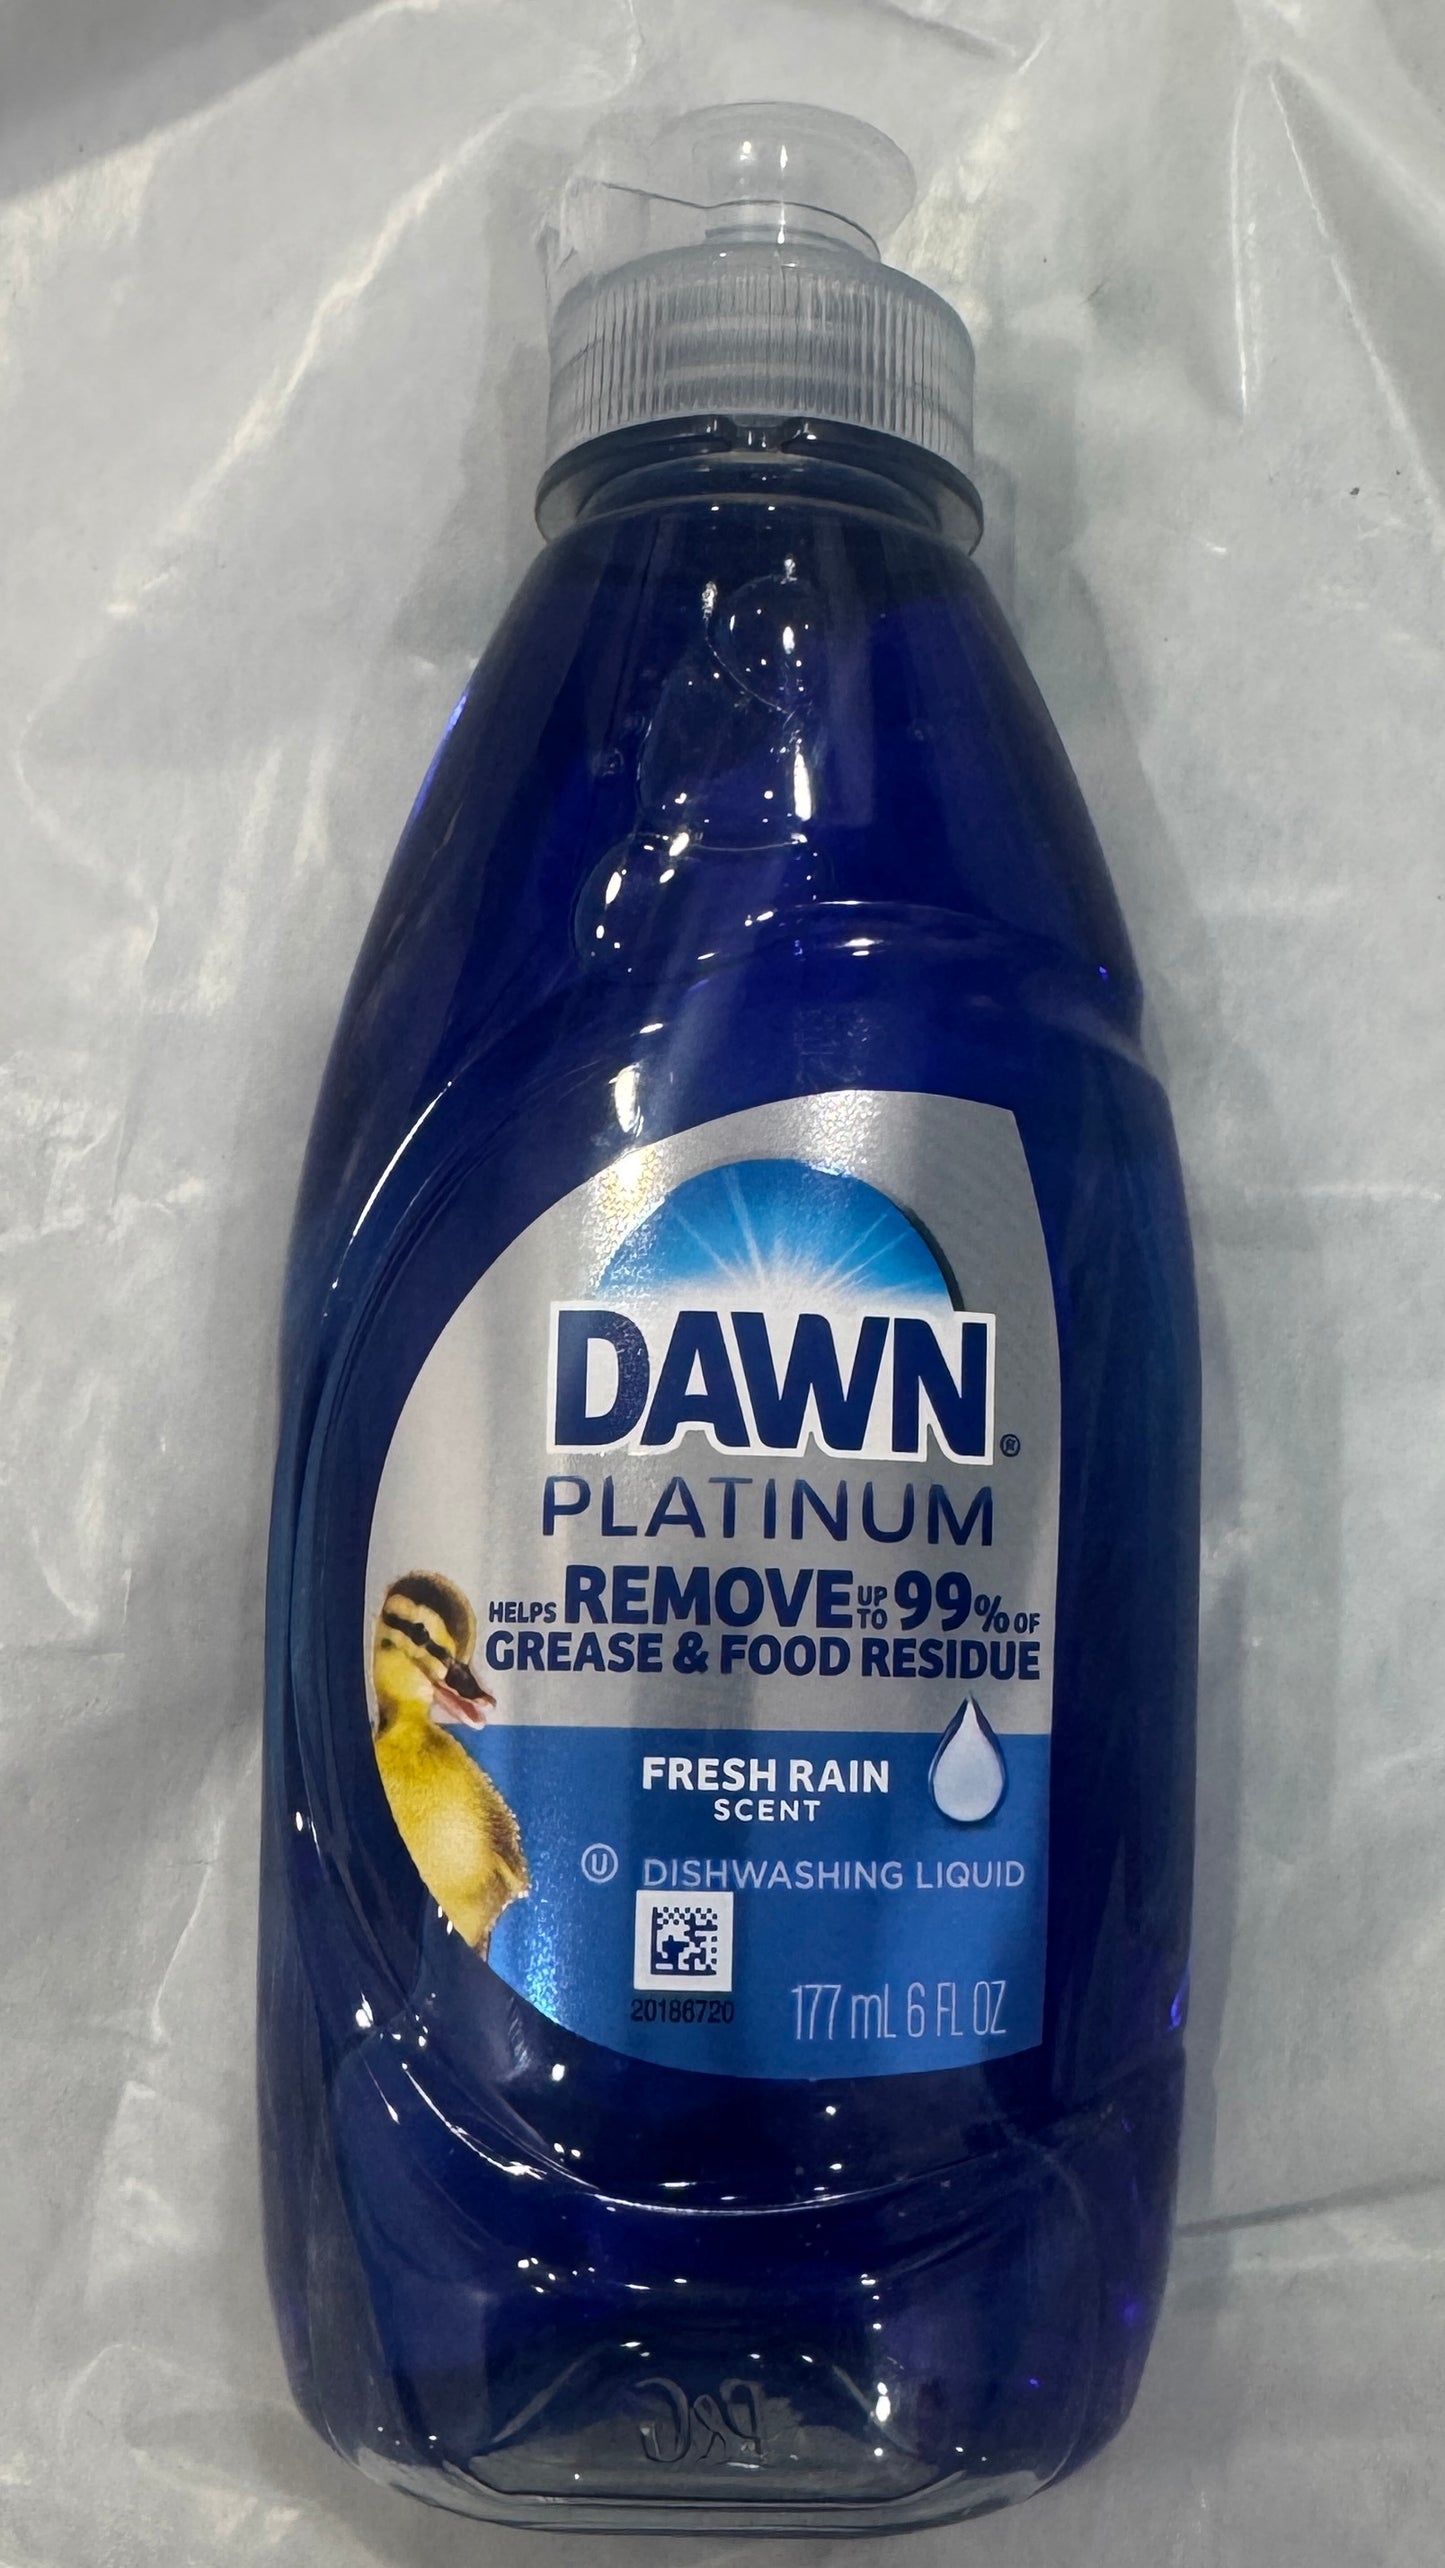 DAWN®
PLATINUM
HELPS REMOVE UP TO 99% OF
GREASE & FOOD RESIDUE
FRESH RAIN
SCENT
Ⓤ DISHWASHING LIQUID
20186720
177 mL 6 FL OZ
P&G